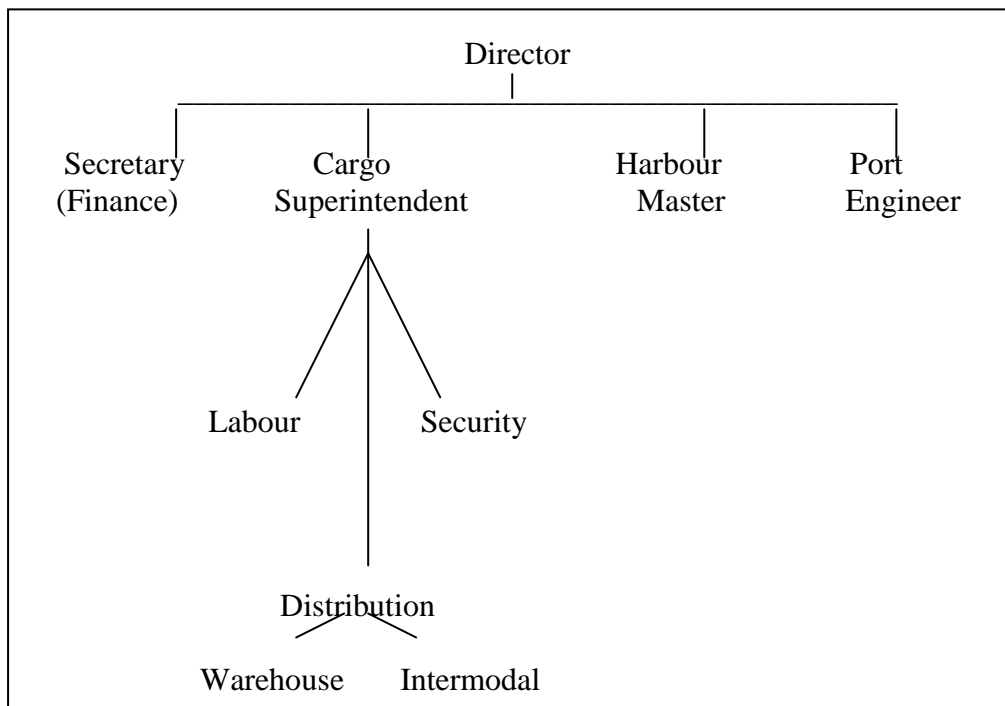 Director
Secretary Cargo Harbour Port
(Finance) Superintendent Master Engineer
Labour Security
Distribution
Warehouse Intermodal